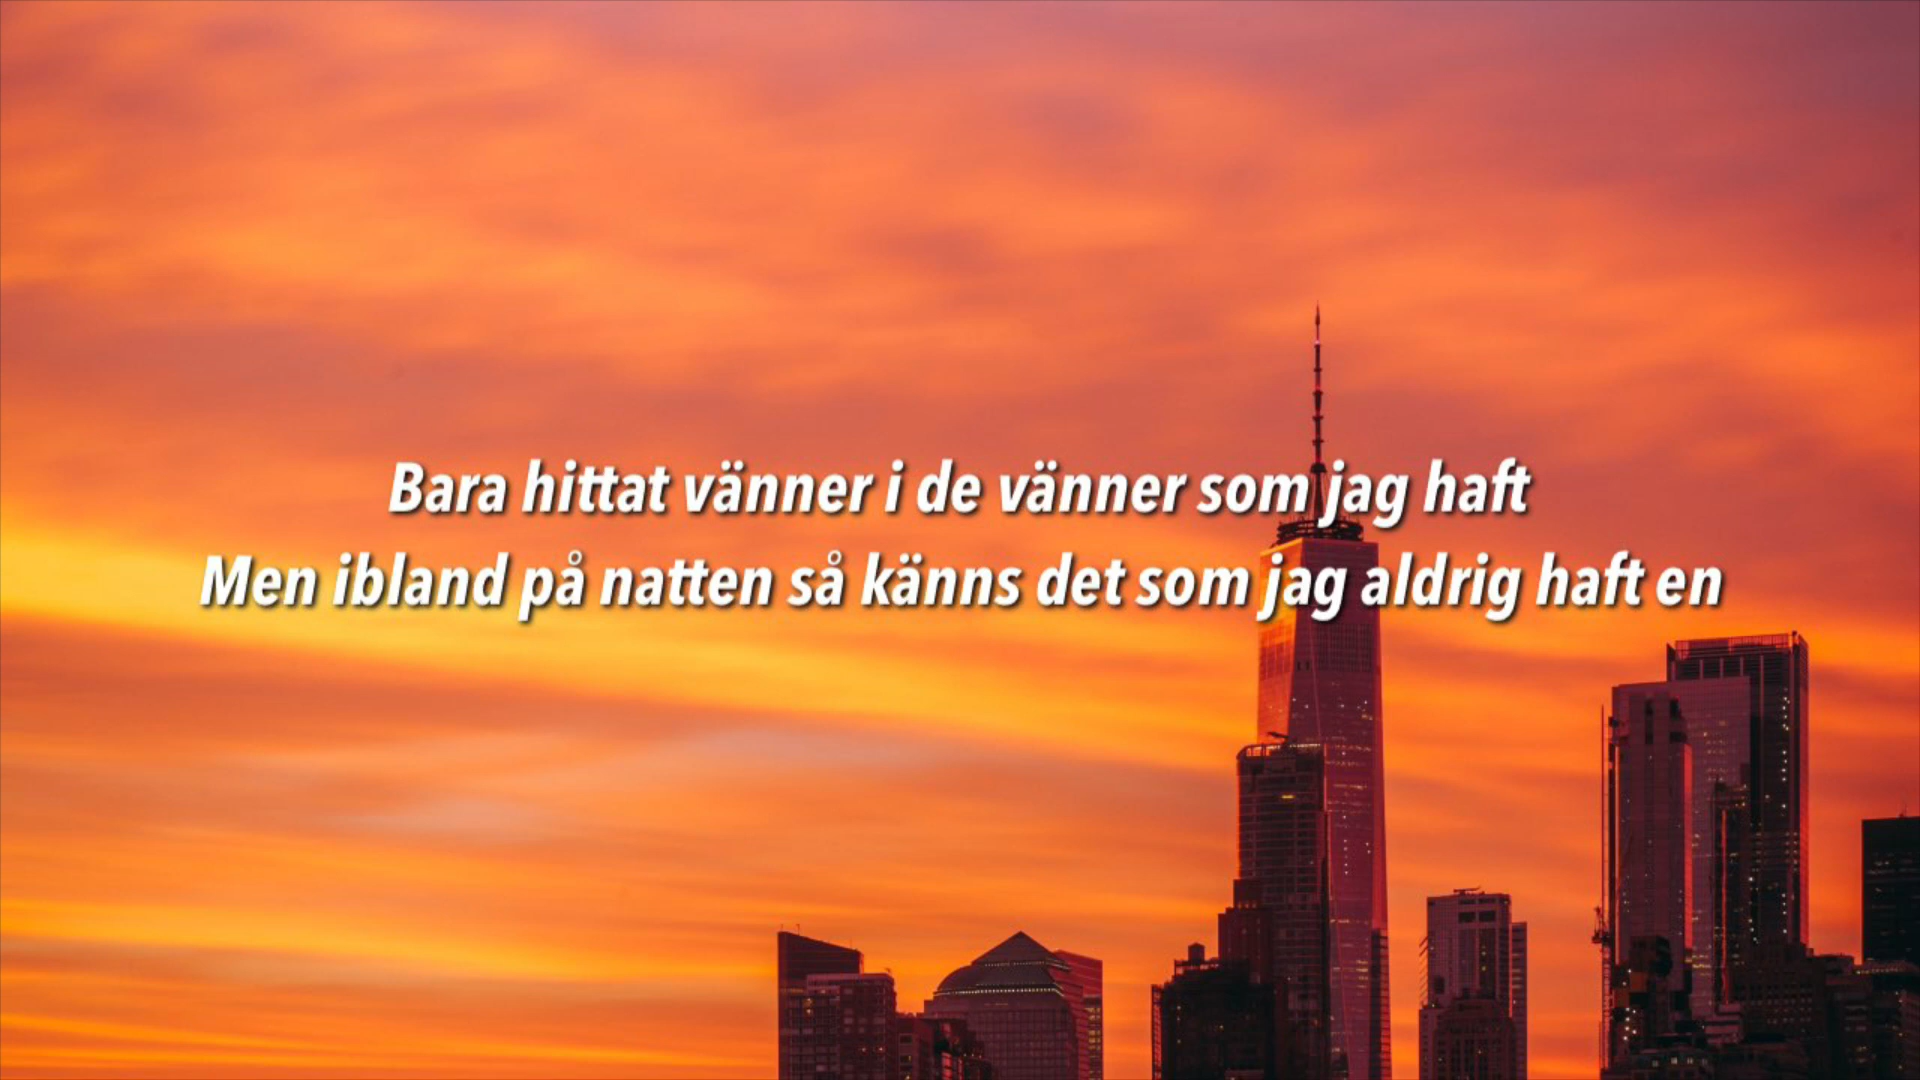 Bara hittat vänner i de vänner som jag haft
Men ibland på natten så känns det som jag aldrig haft en